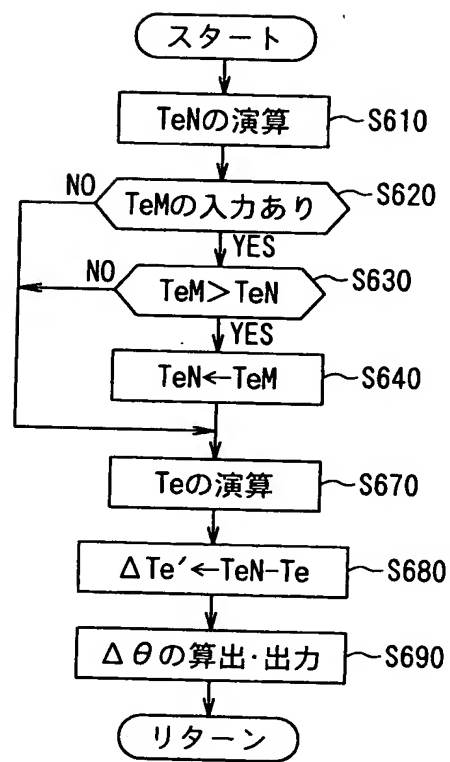 スタート
TeNの演算 S610
NO
TeMの入力あり S620
YES
NO
TeM>TeN S630
YES
TeN←TeM S640
Teの演算 S670
ΔTe′←TeN-Te S680
Δθの算出・出力 S690
リターン